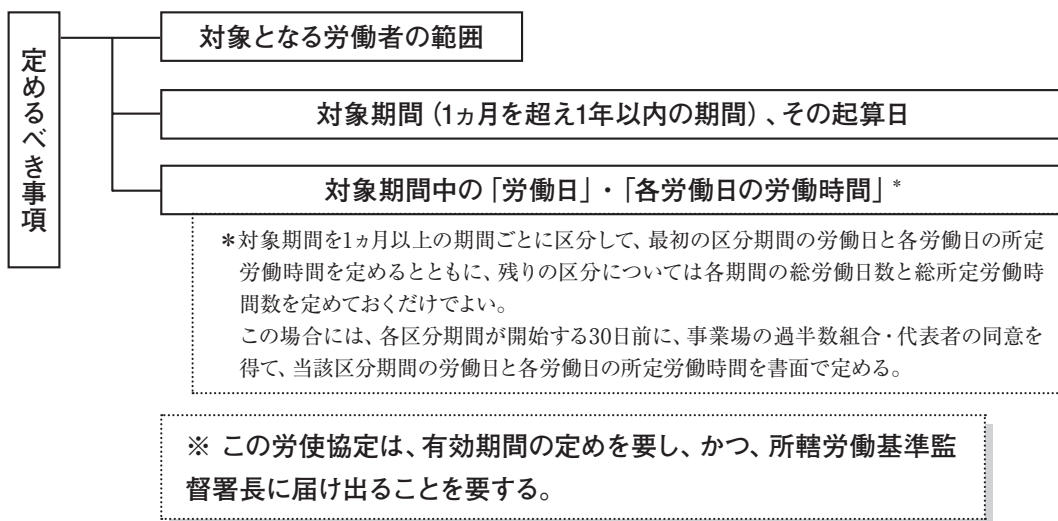 定めるべき事項
対象となる労働者の範囲
対象期間（1ヵ月を超え1年以内の期間）、その起算日
対象期間中の「労働日」・「各労働日の労働時間」*
＊対象期間を1ヵ月以上の期間ごとに区分して、最初の区分期間の労働日と各労働日の所定
労働時間を定めるとともに、残りの区分については各期間の総労働日数と総所定労働時
間数を定めておくだけでよい。
この場合には、各区分期間が開始する30日前に、事業場の過半数組合・代表者の同意を
得て、当該区分期間の労働日と各労働日の所定労働時間を書面で定める。
※ この労使協定は、有効期間の定めを要し、かつ、所轄労働基準監
督署長に届け出ることを要する。